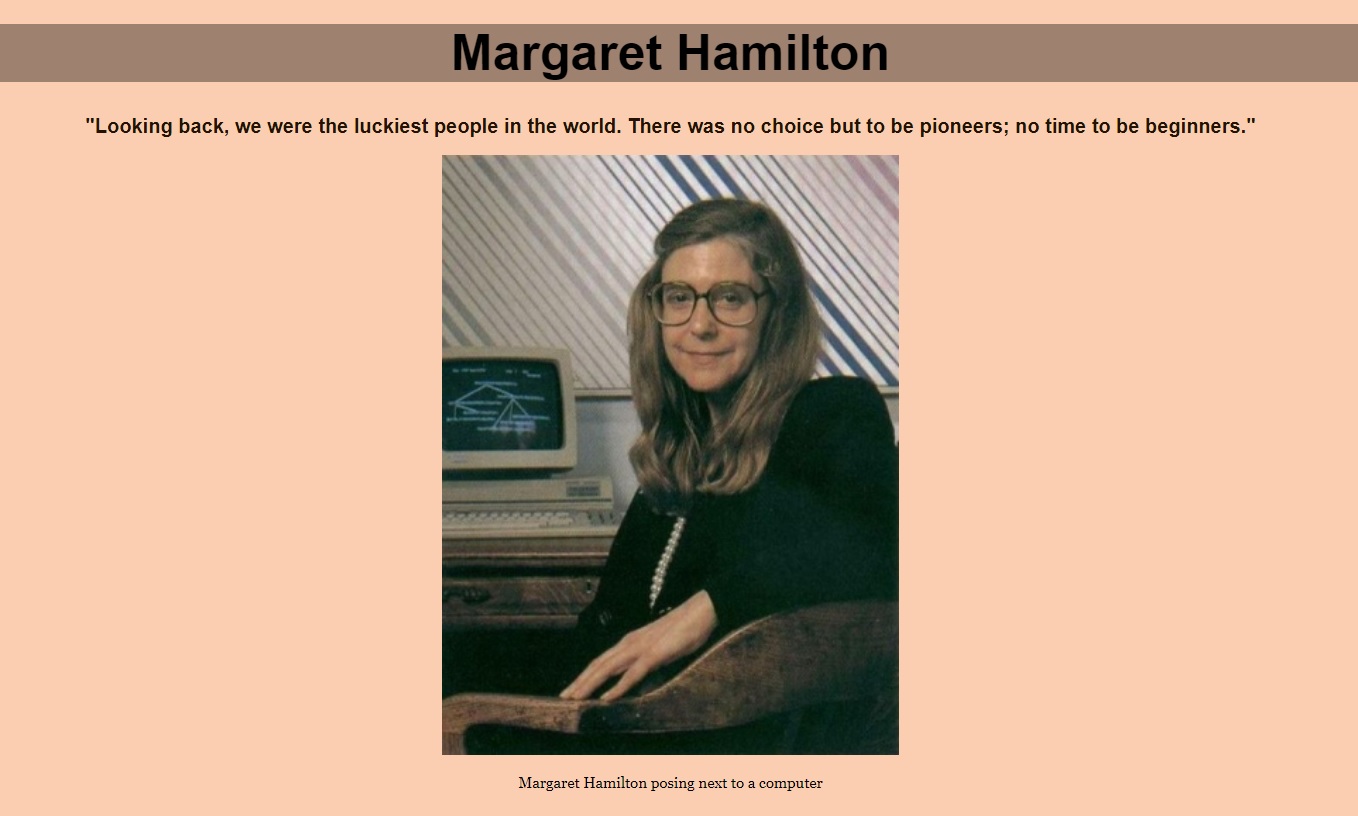 Margaret Hamilton
"Looking back, we were the luckiest people in the world. There was no choice but to be pioneers; no time to be beginners."
Margaret Hamilton posing next to a computer